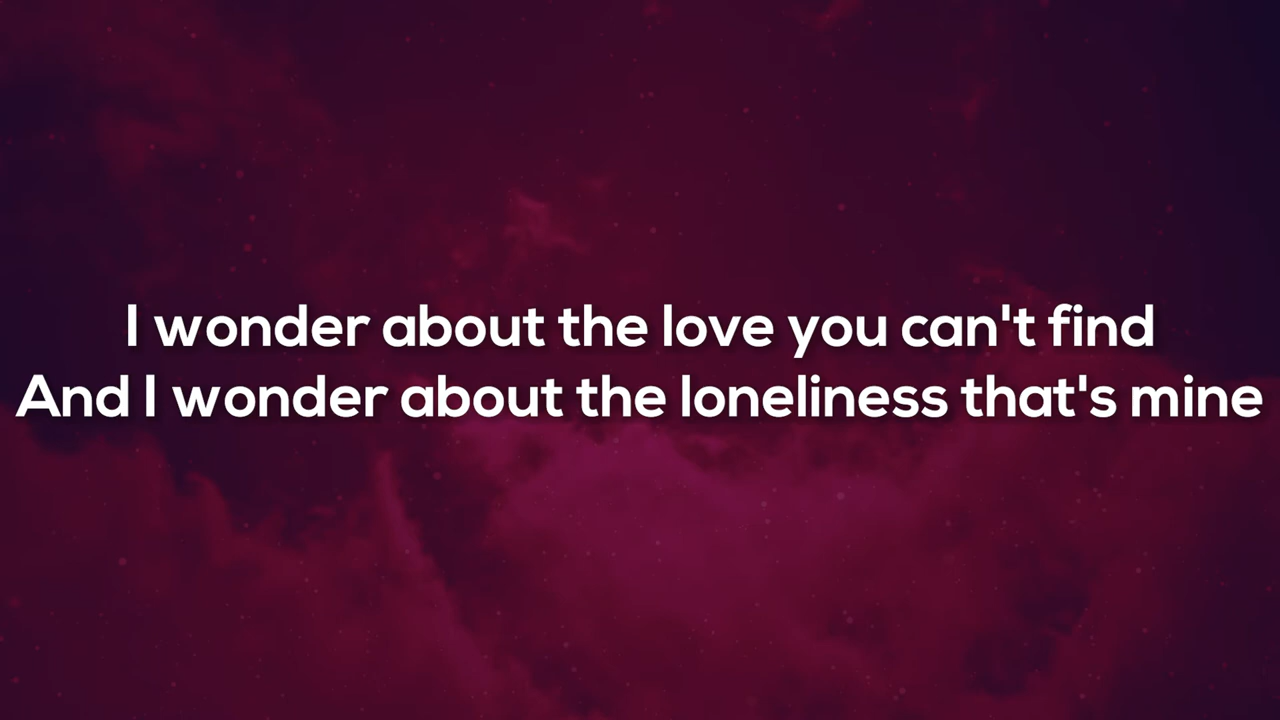 I wonder about the love you can't find
And I wonder about the loneliness that's mine